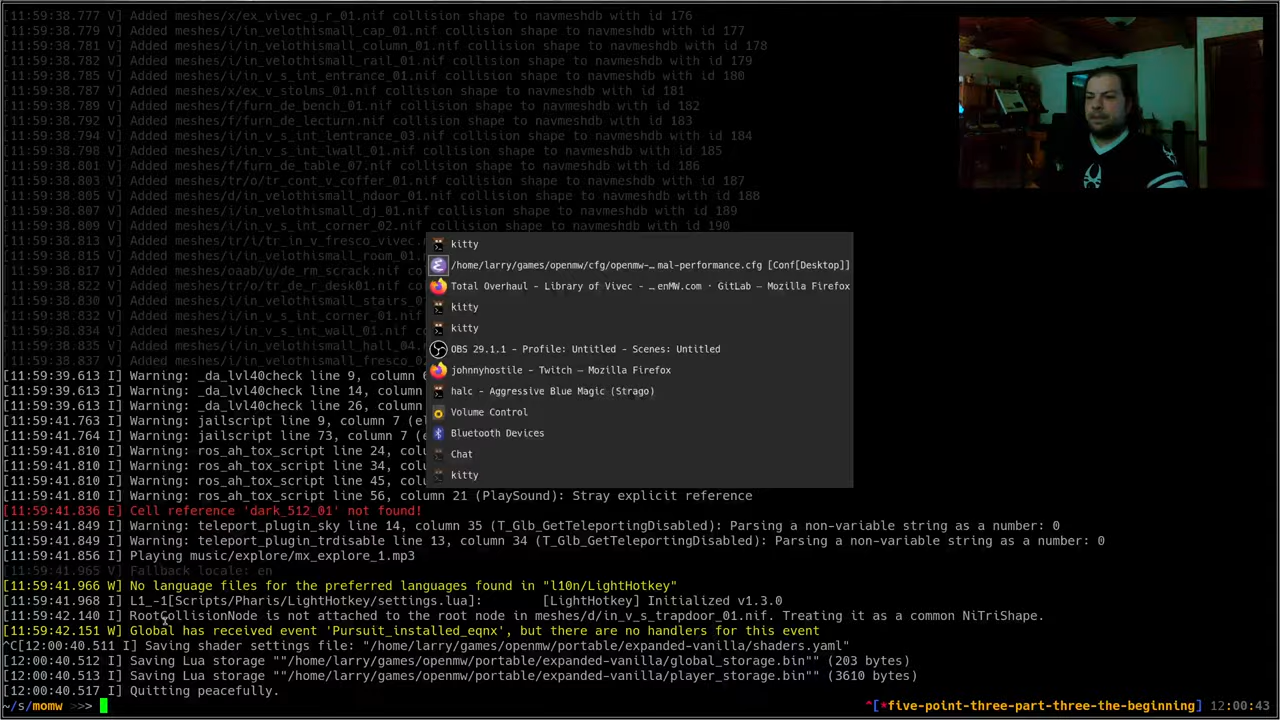 [11:59:38.777 V] Added meshes/x/ex_vivec_g_r_01.nif collision shape to navmeshdb with id 176
[11:59:38.779 V] Added meshes/i/in_velothismall_cap_01.nif collision shape to navmeshdb with id 177
[11:59:38.781 V] Added meshes/i/in_velothismall_column_01.nif collision shape to navmeshdb with id 178
[11:59:38.782 V] Added meshes/i/in_velothismall_rail_01.nif collision shape to navmeshdb with id 179
[11:59:38.785 V] Added meshes/i/in_v_s_int_entrance_01.nif collision shape to navmeshdb with id 180
[11:59:38.787 V] Added meshes/x/ex_v_stolms_01.nif collision shape to navmeshdb with id 181
[11:59:38.789 V] Added meshes/f/furn_de_bench_01.nif collision shape to navmeshdb with id 182
[11:59:38.792 V] Added meshes/f/furn_de_lecturn.nif collision shape to navmeshdb with id 183
[11:59:38.794 V] Added meshes/i/in_v_s_int_lentrance_03.nif collision shape to navmeshdb with id 184
[11:59:38.798 V] Added meshes/i/in_v_s_int_lwall_01.nif collision shape to navmeshdb with id 185
[11:59:38.801 V] Added meshes/f/furn_de_table_07.nif collision shape to navmeshdb with id 186
[11:59:38.803 V] Added meshes/tr/o/tr_cont_v_coffer_01.nif collision shape to navmeshdb with id 187
[11:59:38.805 V] Added meshes/d/in_velothismall_ndoor_01.nif collision shape to navmeshdb with id 188
[11:59:38.807 V] Added meshes/i/in_velothismall_dj_01.nif collision shape to navmeshdb with id 189
[11:59:38.809 V] Added meshes/i/in_v_s_int_corner_02.nif collision shape to navmeshdb with id 190
[11:59:38.813 V] Added meshes/tr/i/tr_in_v_fresco_vivec.
[11:59:38.815 V] Added meshes/i/in_velothismall_room_01.
[11:59:38.817 V] Added meshes/oaab/u/de_rm_scrack.nif co
[11:59:38.822 V] Added meshes/tr/o/tr_de_r_desk01.nif co
[11:59:38.830 V] Added meshes/i/in_velothismall_stairs_0
[11:59:38.831 V] Added meshes/i/in_v_s_int_corner_01.nif
[11:59:38.834 V] Added meshes/i/in_v_s_int_wall_01.nif c
[11:59:38.835 V] Added meshes/i/in_velothismall_hall_04.
[11:59:38.837 V] Added meshes/i/in_velothismall_fresco_0
[11:59:39.613 I] Warning: _da_lvl40check line 9, column
[11:59:39.613 I] Warning: _da_lvl40check line 14,
[11:59:39.613 I] Warning: _da_lvl40check line 26,
[11:59:41.763 I] Warning: jailscript line 9, column 7 (e
[11:59:41.764 I] Warning: jailscript line 73, column 7 (
[11:59:41.810 I] Warning: ros_ah_tox_script line 24,
[11:59:41.810 I] Warning: ros_ah_tox_script line 34,
[11:59:41.810 I] Warning: ros_ah_tox_script line 45,
[11:59:41.810 I] Warning: ros_ah_tox_script line 56, column 21 (PlaySound): Stray explicit reference
[11:59:41.836 E] Cell reference 'dark_512_01' not found!
[11:59:41.849 I] Warning: teleport_plugin_sky line 14, column 35 (T_Glb_GetTeleportingDisabled): Parsing a non-variable string as a number: 0
[11:59:41.849 I] Warning: teleport_plugin_trdisable line 13, column 34 (T_Glb_GetTeleportingDisabled): Parsing a non-variable string as a number: 0
[11:59:41.856 I] Playing music/explore/mx_explore_1.mp3
[11:59:41.965 V] Fallback locale: en
[11:59:41.966 W] No language files for the preferred languages found in "l10n/LightHotkey"
[11:59:41.968 I] L1_-1[Scripts/Pharis/LightHotkey/settings.lua]: [LightHotkey] Initialized v1.3.0
[11:59:42.140 I] RootCollisionNode is not attached to the root node in meshes/d/in_v_s_trapdoor_01.nif. Treating it as a common NiTriShape.
[11:59:42.151 W] Global has received event 'Pursuit_installed_eqnx', but there are no handlers for this event
^C[12:00:40.511 I] Saving shader settings file: "/home/larry/games/openmw/portable/expanded-vanilla/shaders.yaml"
[12:00:40.512 I] Saving Lua storage ""/home/larry/games/openmw/portable/expanded-vanilla/global_storage.bin"" (203 bytes)
[12:00:40.513 I] Saving Lua storage ""/home/larry/games/openmw/portable/expanded-vanilla/player_storage.bin"" (3610 bytes)
[12:00:40.517 I] Quitting peacefully.
~/s/momw >>> ^[*five-point-three-part-three-the-beginning] 12:00:43
kitty
/home/larry/games/openmw/cfg/openmw-… mal-performance.cfg [Conf[Desktop]]
Total Overhaul - Library of Vivec - …enMW.com · GitLab — Mozilla Firefox
kitty
kitty
OBS 29.1.1 - Profile: Untitled - Scenes: Untitled
johnnyhostile - Twitch — Mozilla Firefox
halc - Aggressive Blue Magic (Strago)
Volume Control
Bluetooth Devices
Chat
kitty